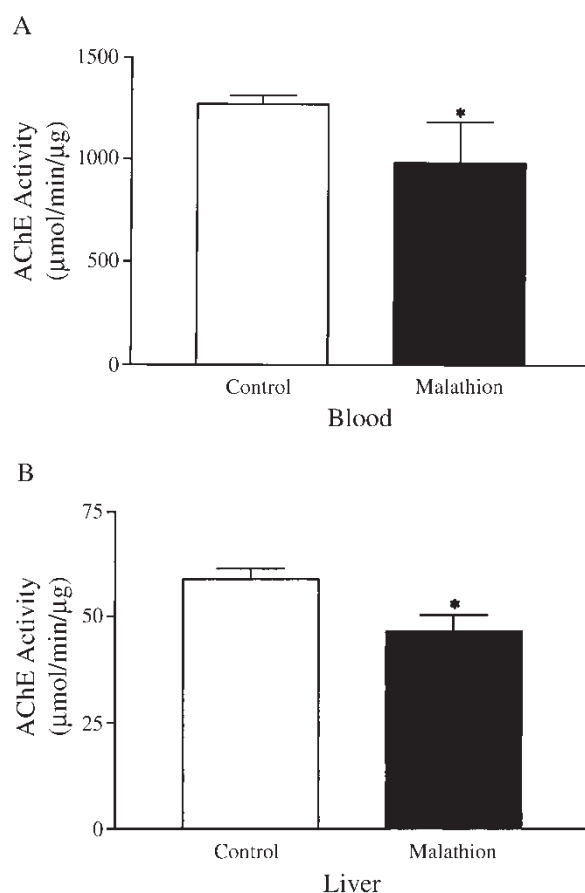 A
AChE Activity
(µmol/min/µg)
1500
1000
500
0
*
Control
Malathion
Blood
B
AChE Activity
(µmol/min/µg)
75
50
25
0
*
Control
Malathion
Liver